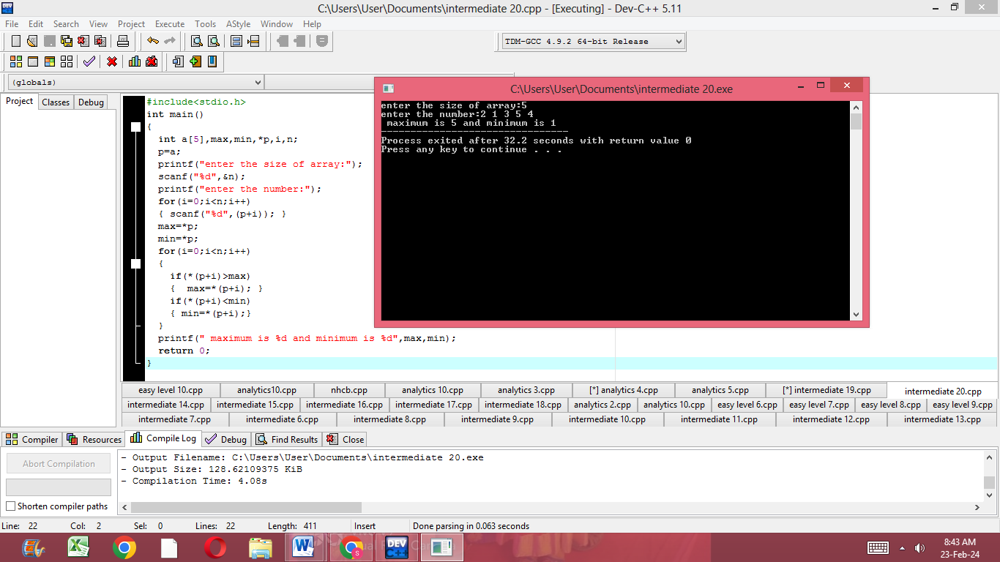 C:\Users\User\Documents\intermediate 20.cpp - [Executing] - Dev-C++ 5.11
File Edit Search View Project Execute Tools AStyle Window Help
TDM-GCC 4.9.2 64-bit Release
(globals)
Project Classes Debug
#include<stdio.h>
int main()
{
int a[5],max,min,*p,i,n;
p=a;
printf("enter the size of array:");
scanf("%d",&n);
printf("enter the number:");
for(i=0;i<n;i++)
{ scanf("%d",(p+i)); }
max=*p;
min=*p;
for(i=0;i<n;i++)
{
if(*(p+i)>max)
{  max=*(p+i); }
if(*(p+i)<min)
{ min=*(p+i);}
}
printf(" maximum is %d and minimum is %d",max,min);
return 0;
}
C:\Users\User\Documents\intermediate 20.exe
enter the size of array:5
enter the number:2 1 3 5 4
maximum is 5 and minimum is 1
--------------------------------
Process exited after 32.2 seconds with return value 0
Press any key to continue . . .
easy level 10.cpp analytics10.cpp nhcb.cpp analytics 10.cpp analytics 3.cpp [*] analytics 4.cpp analytics 5.cpp [*] intermediate 19.cpp intermediate 20.cpp
intermediate 14.cpp intermediate 15.cpp intermediate 16.cpp intermediate 17.cpp intermediate 18.cpp analytics 2.cpp analytics 10.cpp easy level 6.cpp easy level 7.cpp easy level 8.cpp easy level 9.cpp
intermediate 7.cpp intermediate 6.cpp intermediate 8.cpp intermediate 9.cpp intermediate 10.cpp intermediate 11.cpp intermediate 12.cpp intermediate 13.cpp
Compiler Resources Compile Log Debug Find Results Close
Abort Compilation
Shorten compiler paths
- Output Filename: C:\Users\User\Documents\intermediate 20.exe
- Output Size: 128.62109375 KiB
- Compilation Time: 4.08s
Line: 22 Col: 2 Sel: 0 Lines: 22 Length: 411 Insert Done parsing in 0.063 seconds
8:43 AM
23-Feb-24